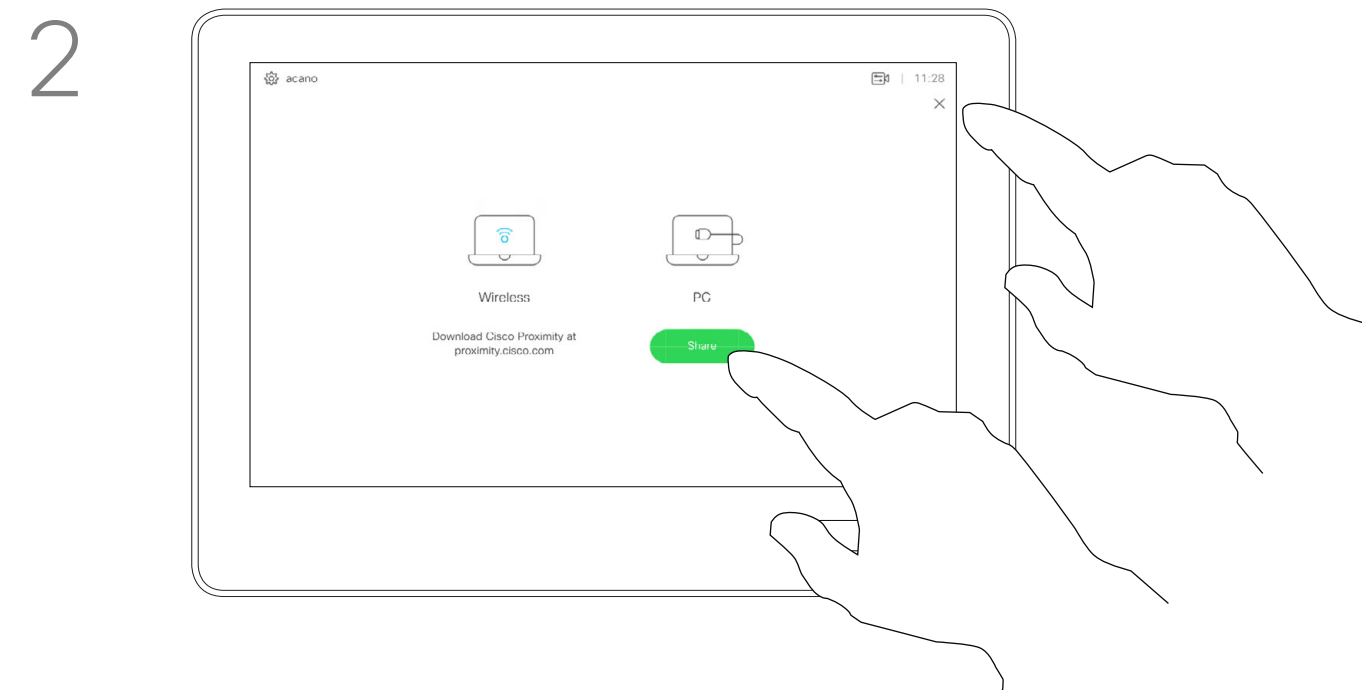 2
acano
11:28
Wireless
PC
Download Cisco Proximity at
proximity.cisco.com
Share